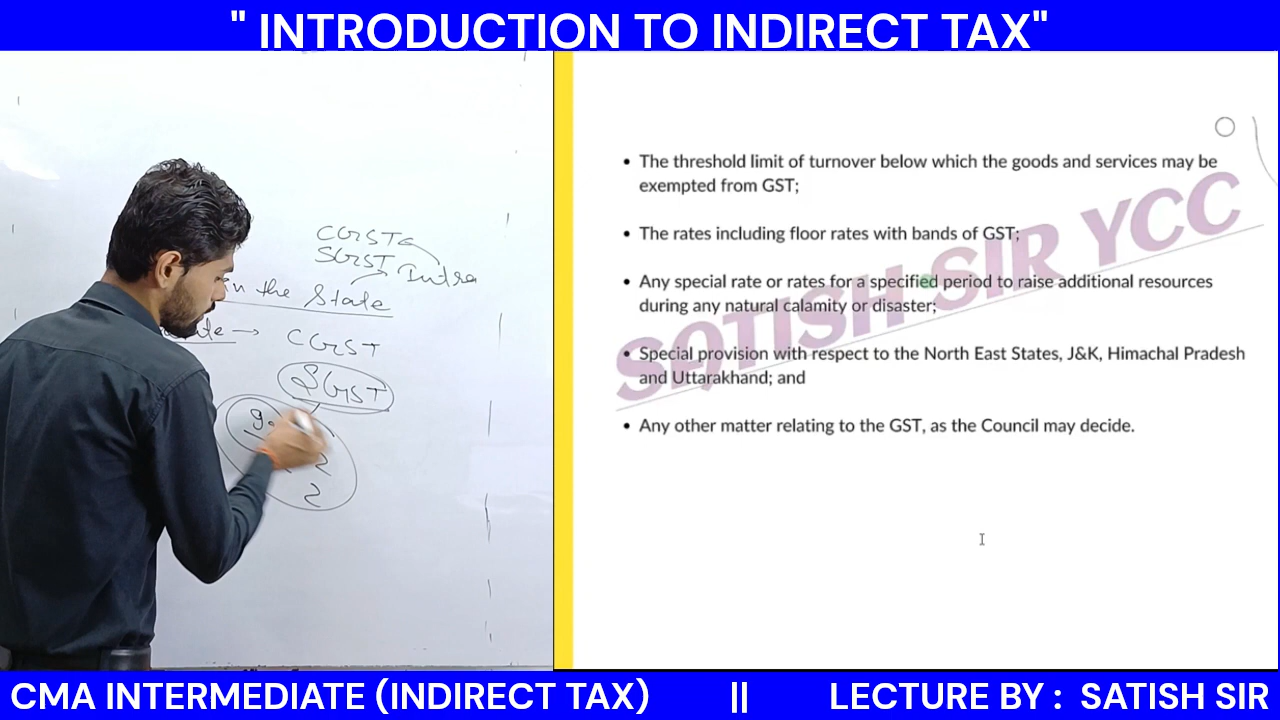 " INTRODUCTION TO INDIRECT TAX"
CGST
SGST
Intra
in the State
CGST
SGST
2
2
• The threshold limit of turnover below which the goods and services may be
exempted from GST;
• The rates including floor rates with bands of GST;
• Any special rate or rates for a specified period to raise additional resources
during any natural calamity or disaster;
• Special provision with respect to the North East States, J&K, Himachal Pradesh
and Uttarakhand; and
• Any other matter relating to the GST, as the Council may decide.
SATISH SIR YCC
CMA INTERMEDIATE (INDIRECT TAX) || LECTURE BY : SATISH SIR